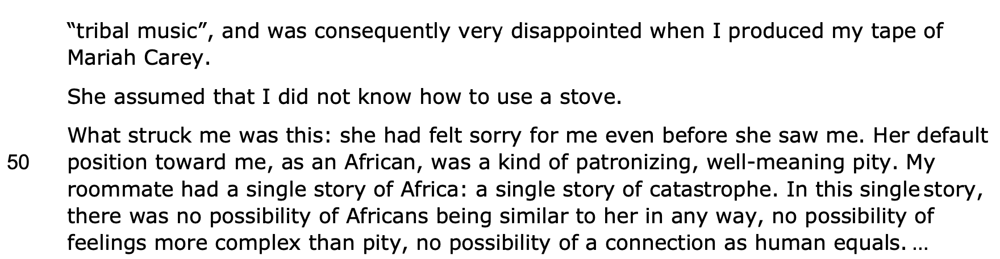 “tribal music”, and was consequently very disappointed when I produced my tape of
Mariah Carey.
She assumed that I did not know how to use a stove.
What struck me was this: she had felt sorry for me even before she saw me. Her default
50 position toward me, as an African, was a kind of patronizing, well-meaning pity. My
roommate had a single story of Africa: a single story of catastrophe. In this single story,
there was no possibility of Africans being similar to her in any way, no possibility of
feelings more complex than pity, no possibility of a connection as human equals. ...